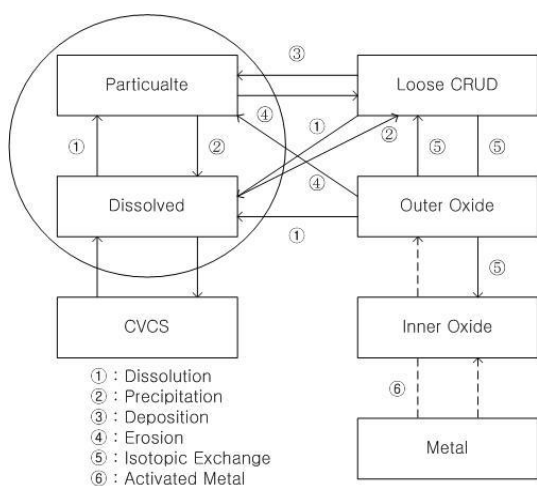 ③
Particualte
Loose CRUD
④
①
②
①
②
⑤
⑤
④
Dissolved
Outer Oxide
①
⑤
CVCS
Inner Oxide
① : Dissolution
② : Precipitation
③ : Deposition
④ : Erosion
⑤ : Isotopic Exchange
⑥ : Activated Metal
⑥
Metal